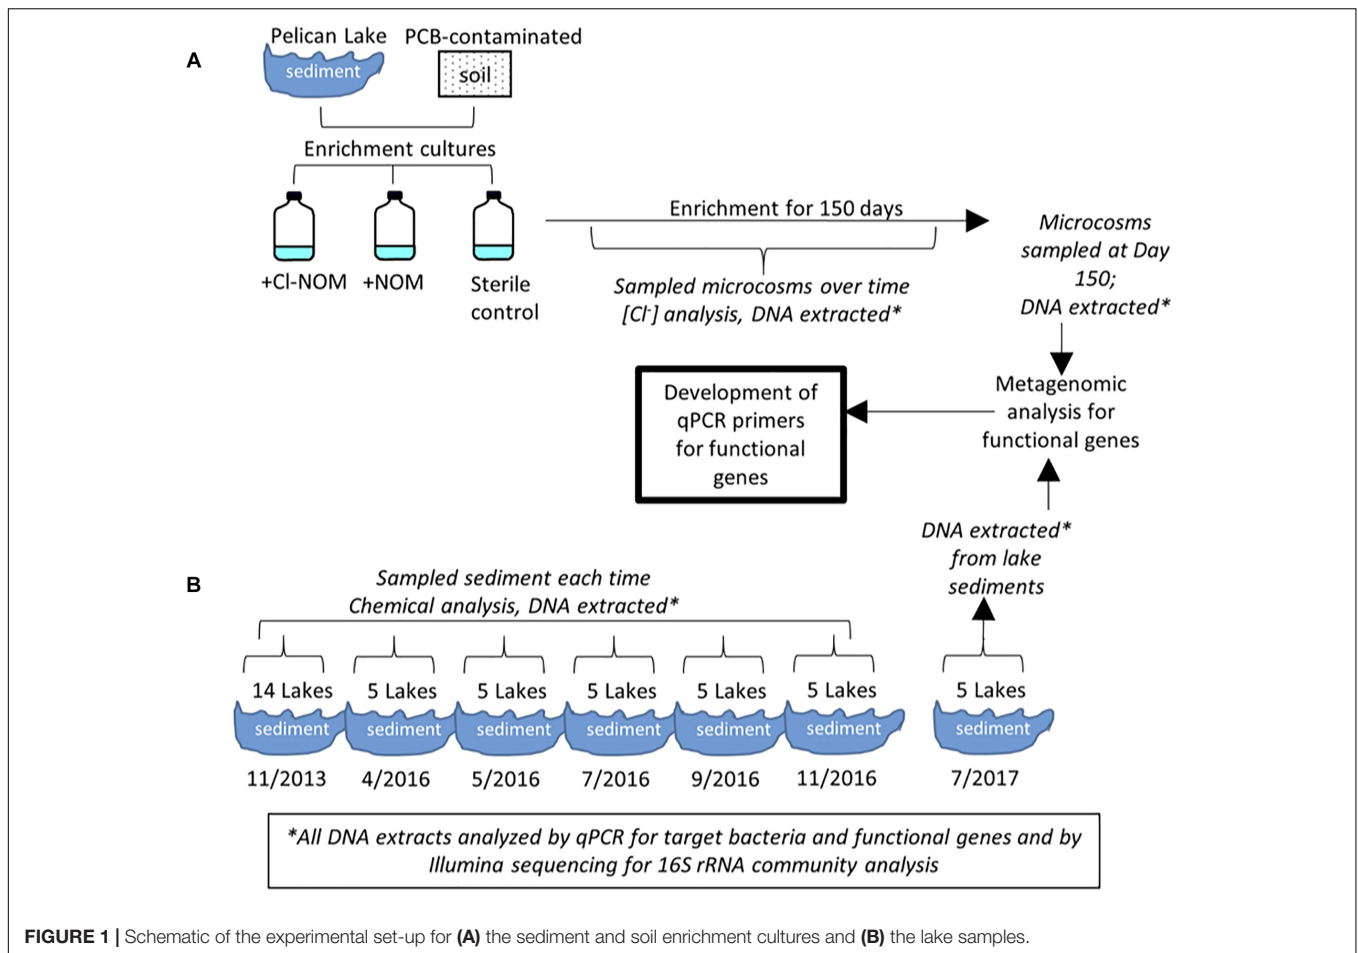 A
Pelican Lake
sediment
PCB-contaminated
soil
Enrichment cultures
+Cl-NOM
+NOM
Sterile
control
Enrichment for 150 days
Sampled microcosms over time
[Cl-] analysis, DNA extracted*
Microcosms
sampled at Day
150;
DNA extracted*
Metagenomic
analysis for
functional genes
Development of
qPCR primers
for functional
genes
DNA extracted*
from lake
sediments
B
Sampled sediment each time
Chemical analysis, DNA extracted*
14 Lakes
5 Lakes
5 Lakes
5 Lakes
5 Lakes
5 Lakes
5 Lakes
sediment
sediment
sediment
sediment
sediment
sediment
sediment
11/2013
4/2016
5/2016
7/2016
9/2016
11/2016
7/2017
*All DNA extracts analyzed by qPCR for target bacteria and functional genes and by
Illumina sequencing for 16S rRNA community analysis
FIGURE 1 | Schematic of the experimental set-up for (A) the sediment and soil enrichment cultures and (B) the lake samples.